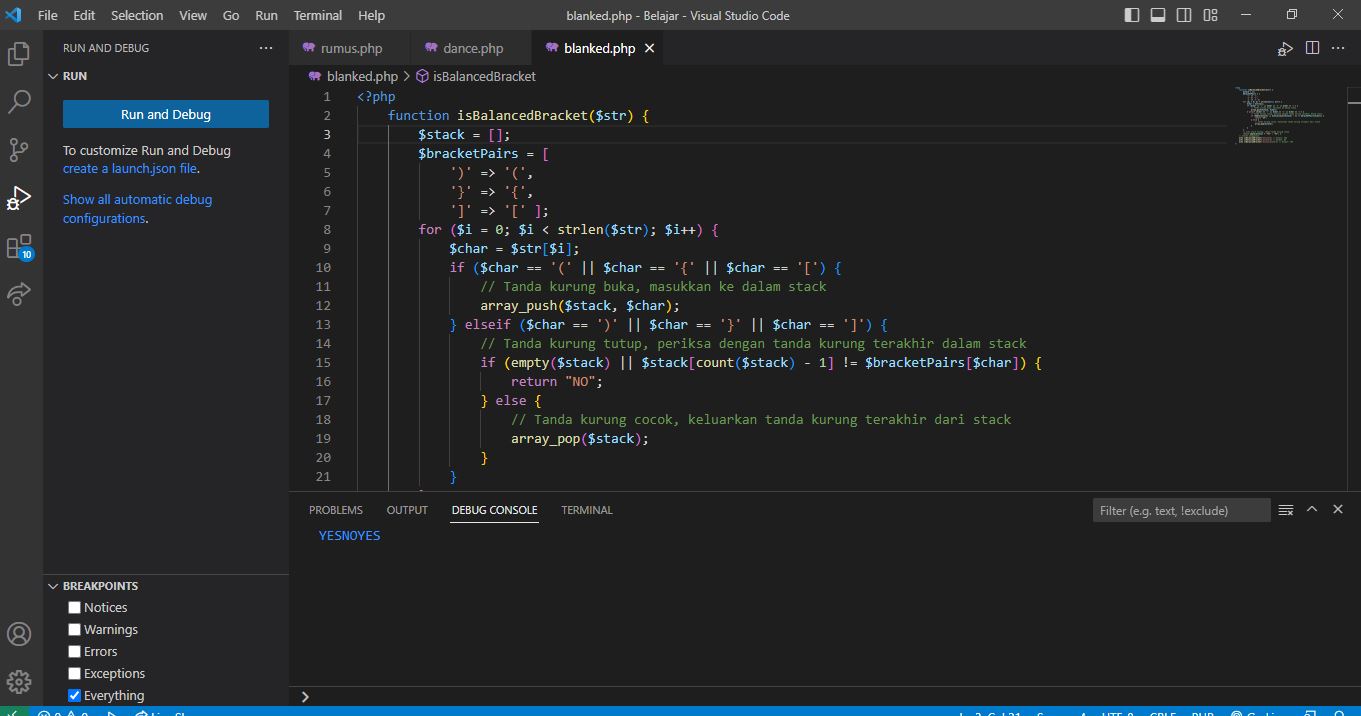 File Edit Selection View Go Run Terminal Help blanked.php - Belajar - Visual Studio Code
RUN AND DEBUG
RUN
Run and Debug
To customize Run and Debug
create a launch.json file.
Show all automatic debug
configurations.
10
BREAKPOINTS
Notices
Warnings
Errors
Exceptions
Everything
rumus.php dance.php blanked.php
blanked.php > isBalancedBracket
1 <?php
2 function isBalancedBracket($str) {
3 $stack = [];
4 $bracketPairs = [
5 ')' => '(',
6 '}' => '{',
7 ']' => '[' ];
8 for ($i = 0; $i < strlen($str); $i++) {
9 $char = $str[$i];
10 if ($char == '(' || $char == '{' || $char == '[') {
11 // Tanda kurung buka, masukkan ke dalam stack
12 array_push($stack, $char);
13 } elseif ($char == ')' || $char == '}' || $char == ']') {
14 // Tanda kurung tutup, periksa dengan tanda kurung terakhir dalam stack
15 if (empty($stack) || $stack[count($stack) - 1] != $bracketPairs[$char]) {
16 return "NO";
17 } else {
18 // Tanda kurung cocok, keluarkan tanda kurung terakhir dari stack
19 array_pop($stack);
20 }
21 }
PROBLEMS OUTPUT DEBUG CONSOLE TERMINAL Filter (e.g. text, !exclude)
YESNOYES